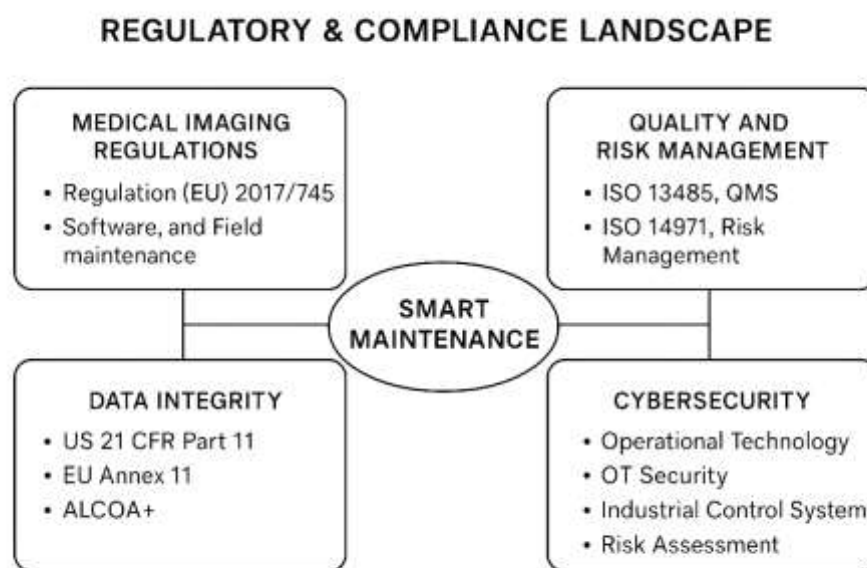 REGULATORY & COMPLIANCE LANDSCAPE
MEDICAL IMAGING
REGULATIONS
• Regulation (EU) 2017/745
• Software, and Field
maintenance
QUALITY AND
RISK MANAGEMENT
• ISO 13485, QMS
• ISO 14971, Risk
Management
SMART
MAINTENANCE
DATA INTEGRITY
• US 21 CFR Part 11
• EU Annex 11
• ALCOA+
CYBERSECURITY
• Operational Technology
• OT Security
• Industrial Control System
• Risk Assessment